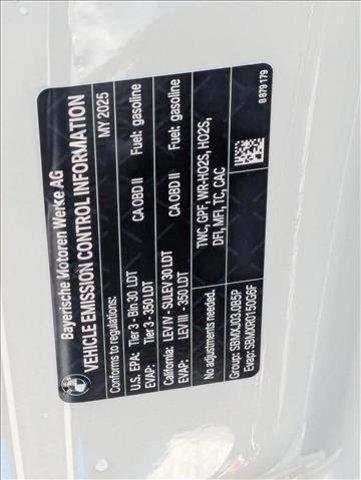 Bayerische Motoren Werke AG
VEHICLE EMISSION CONTROL INFORMATION
Conforms to regulations: MY 2025
U.S. EPA: Tier 3 - Bin 30 LDT CA OBD II Fuel: gasoline
EVAP: Tier 3 - 350 LDT
California: LEV IV - SULEV 30 LDT CA OBD II Fuel: gasoline
EVAP: LEV III - 350 LDT
No adjustments needed. TWC, GPF, WR-HO2S, HO2S,
DFI, MFI, TC, CAC
Group: SBMXJ03.0B5P
Evap: SBMXR0150G6F
8 879 179